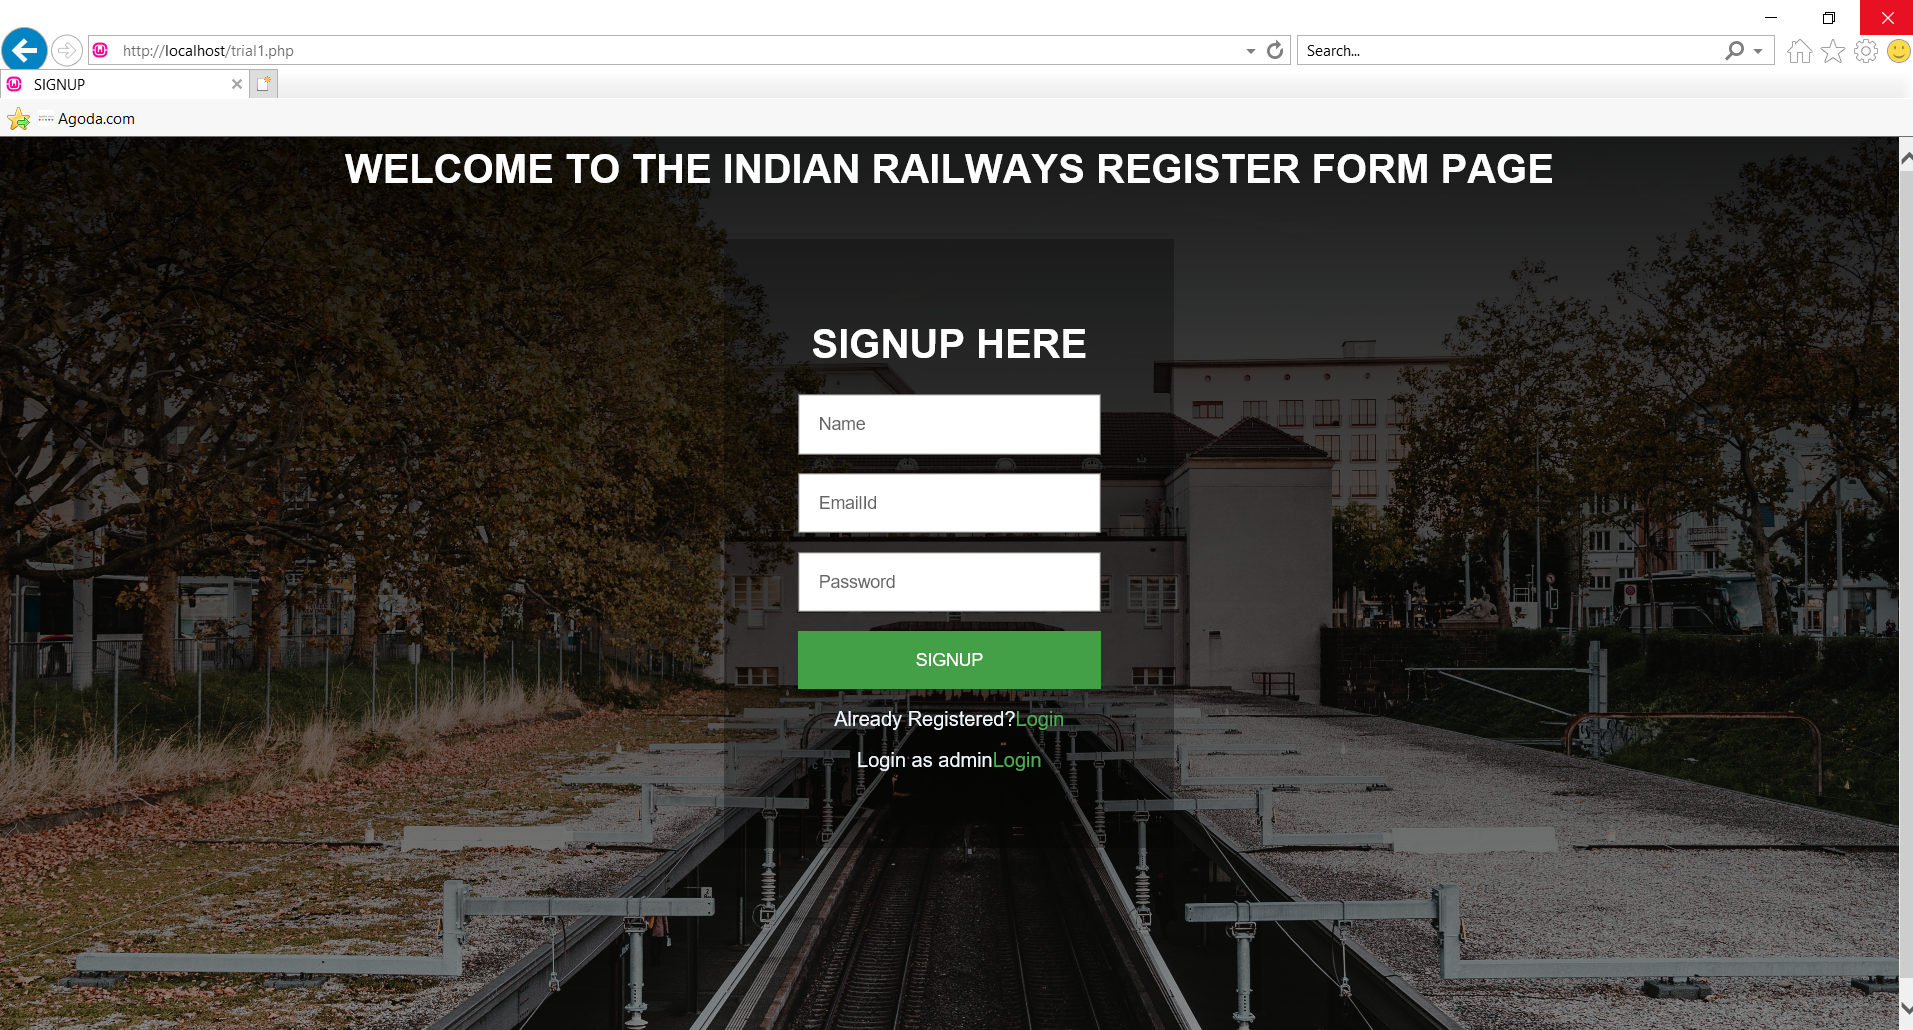 http://localhost/trial1.php
Search...
SIGNUP
Agoda.com
WELCOME TO THE INDIAN RAILWAYS REGISTER FORM PAGE
SIGNUP HERE
Name
EmailId
Password
SIGNUP
Already Registered?Login
Login as adminLogin